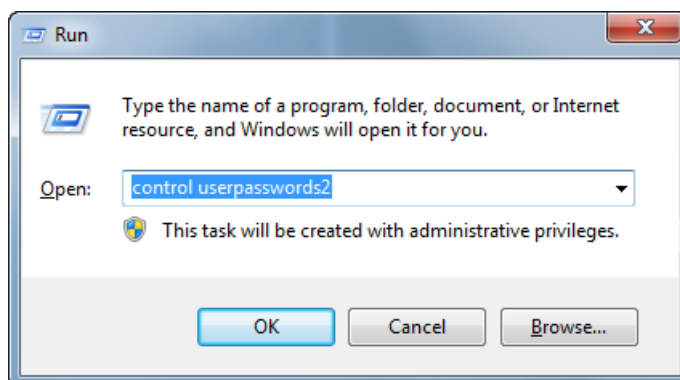 Run
Type the name of a program, folder, document, or Internet
resource, and Windows will open it for you.
Open: control userpasswords2
This task will be created with administrative privileges.
OK Cancel Browse...